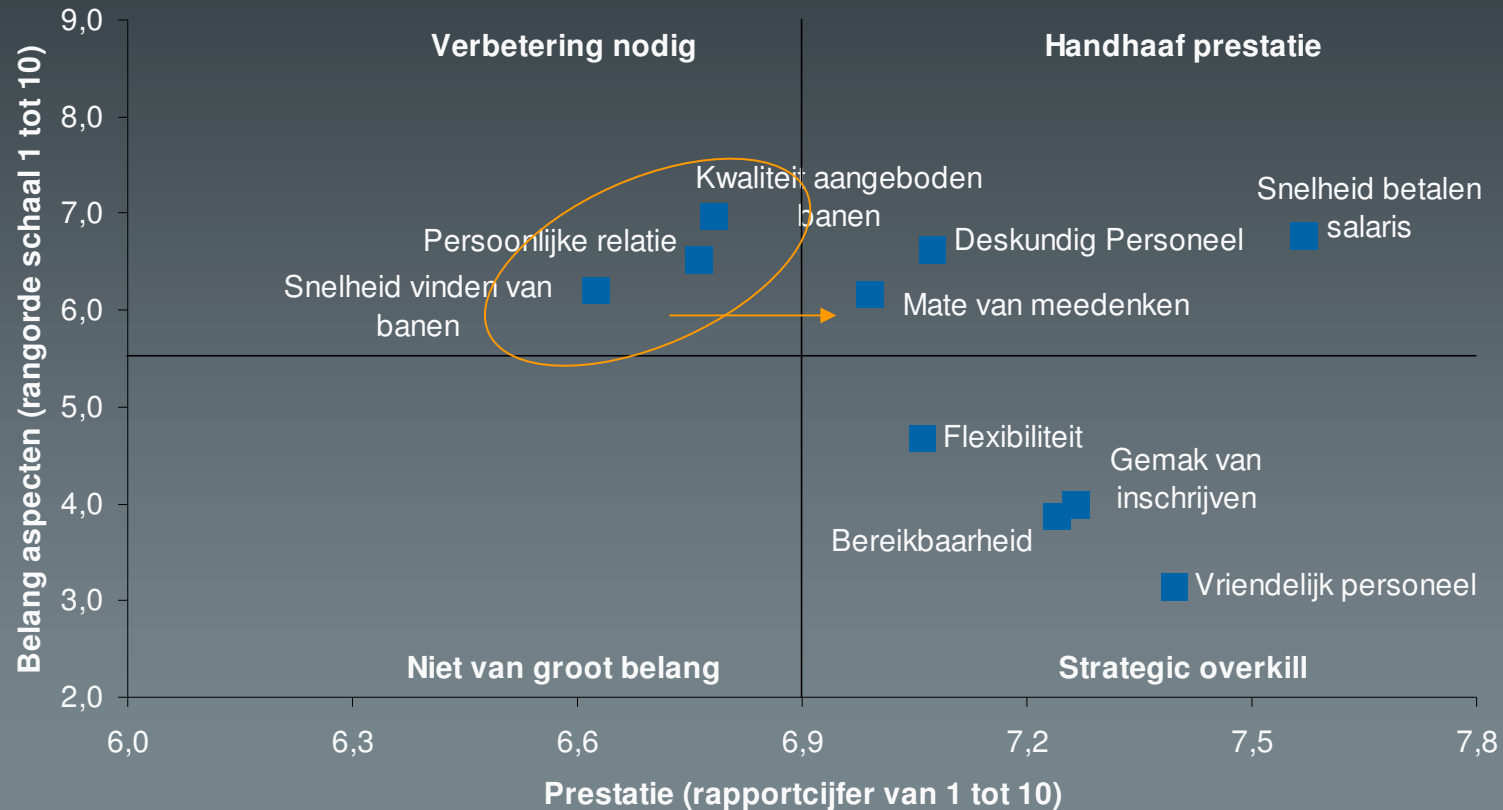 Belang aspecten (rangorde schaal 1 tot 10)
9,0
8,0
7,0
6,0
5,0
4,0
3,0
2,0
Verbetering nodig
Handhaaf prestatie
Kwaliteit aangeboden
banen
Persoonlijke relatie
Snelheid vinden van
banen
Snelheid betalen
salaris
Deskundig Personeel
Mate van meedenken
Flexibiliteit
Gemak van
inschrijven
Bereikbaarheid
Vriendelijk personeel
Niet van groot belang
Strategic overkill
6,0
6,3
6,6
6,9
7,2
7,5
7,8
Prestatie (rapportcijfer van 1 tot 10)